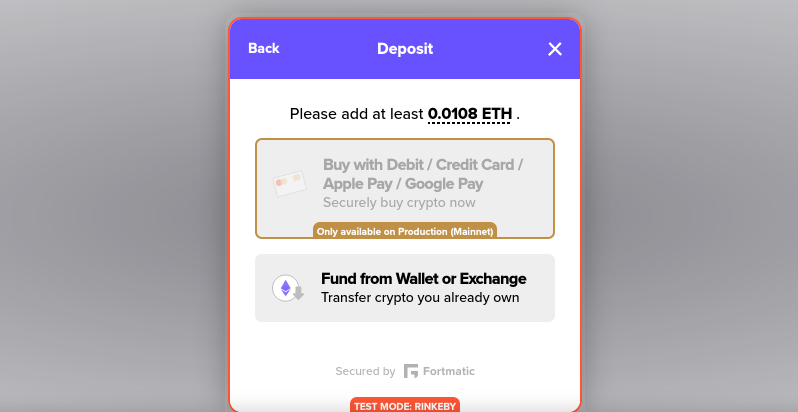 Back
Deposit
Please add at least 0.0108 ETH .
Buy with Debit / Credit Card /
Apple Pay / Google Pay
Securely buy crypto now
Only available on Production (Mainnet)
Fund from Wallet or Exchange
Transfer crypto you already own
Secured by Fortmatic
TEST MODE: RINKEBY